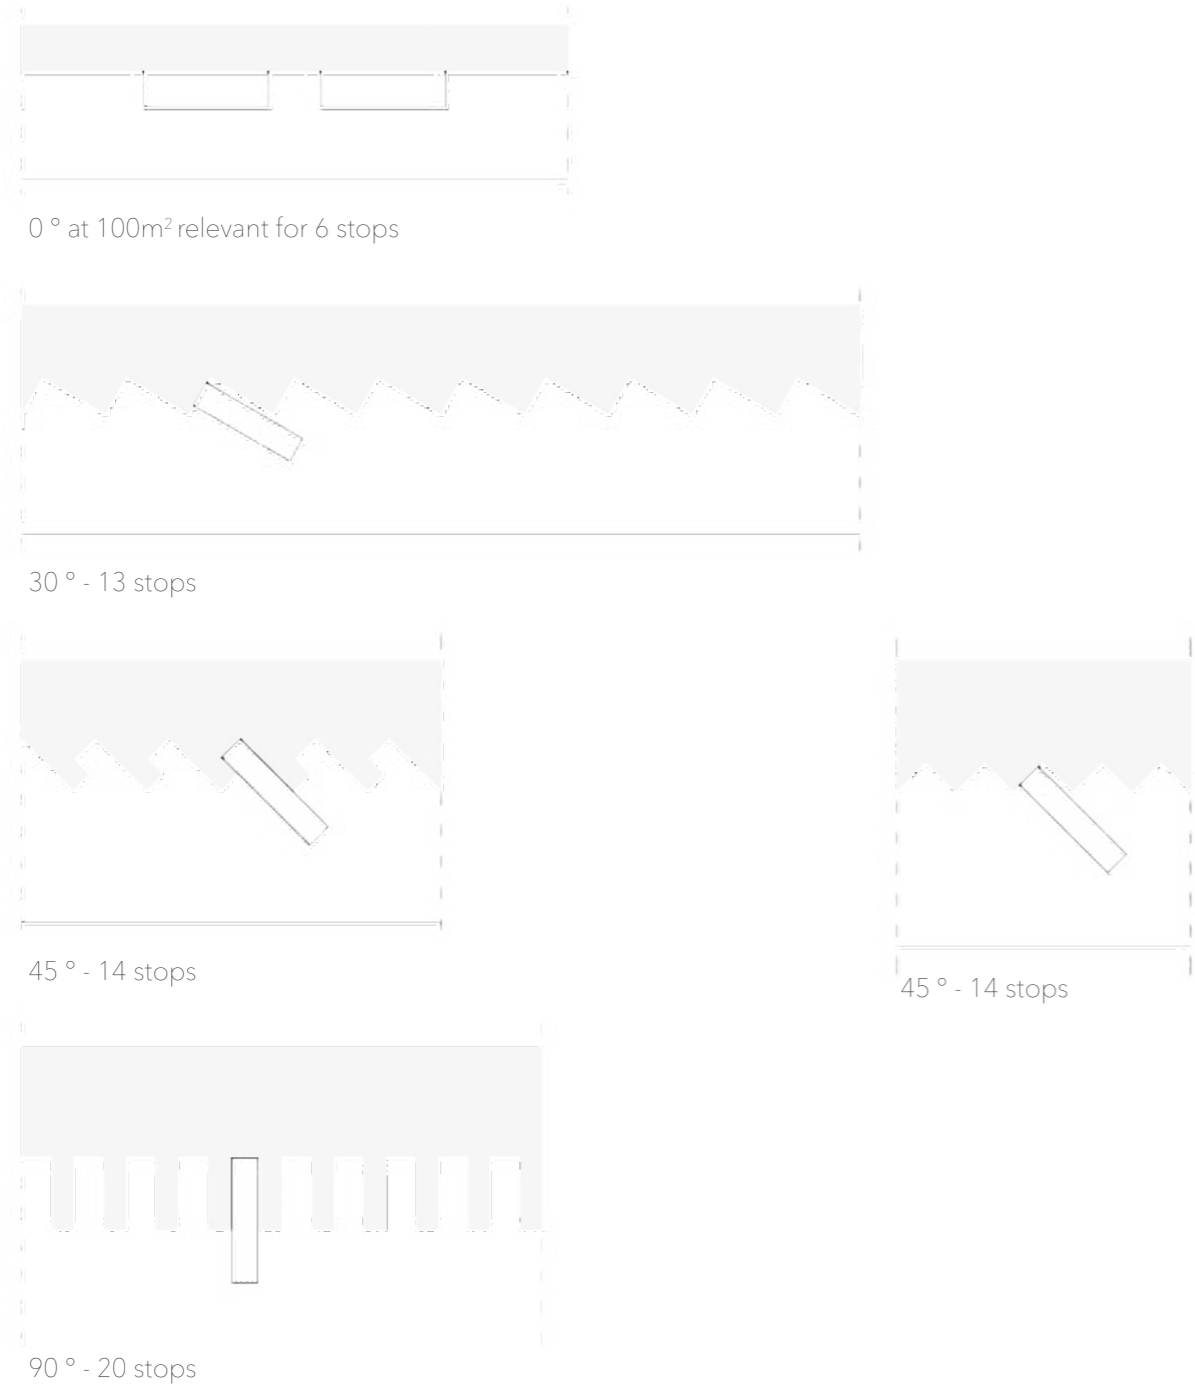 0 ° at 100m² relevant for 6 stops
30 ° - 13 stops
45 ° - 14 stops
45 ° - 14 stops
90 ° - 20 stops